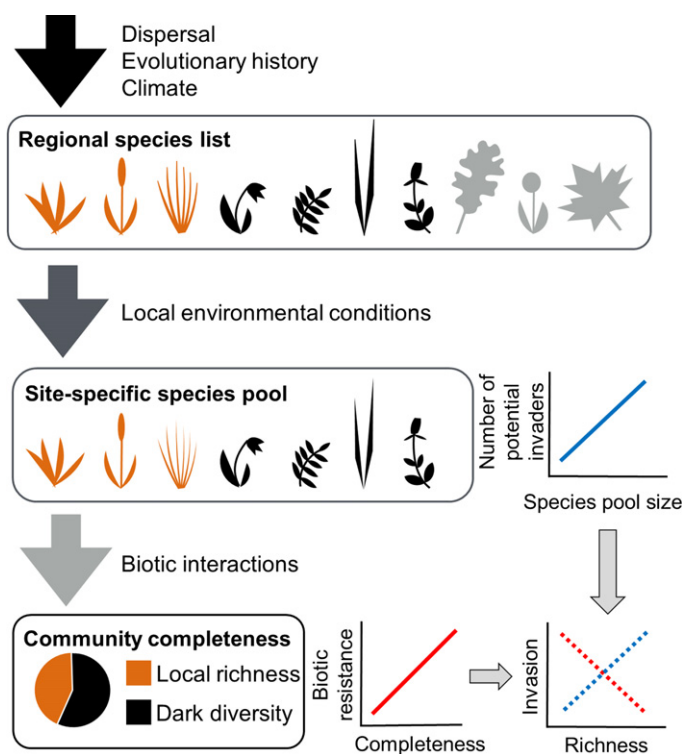 Dispersal
Evolutionary history
Climate
Regional species list
Local environmental conditions
Site-specific species pool
Number of
potential
invaders
Species pool size
Biotic interactions
Community completeness
Local richness
Dark diversity
Biotic
resistance
Completeness
Invasion
Richness